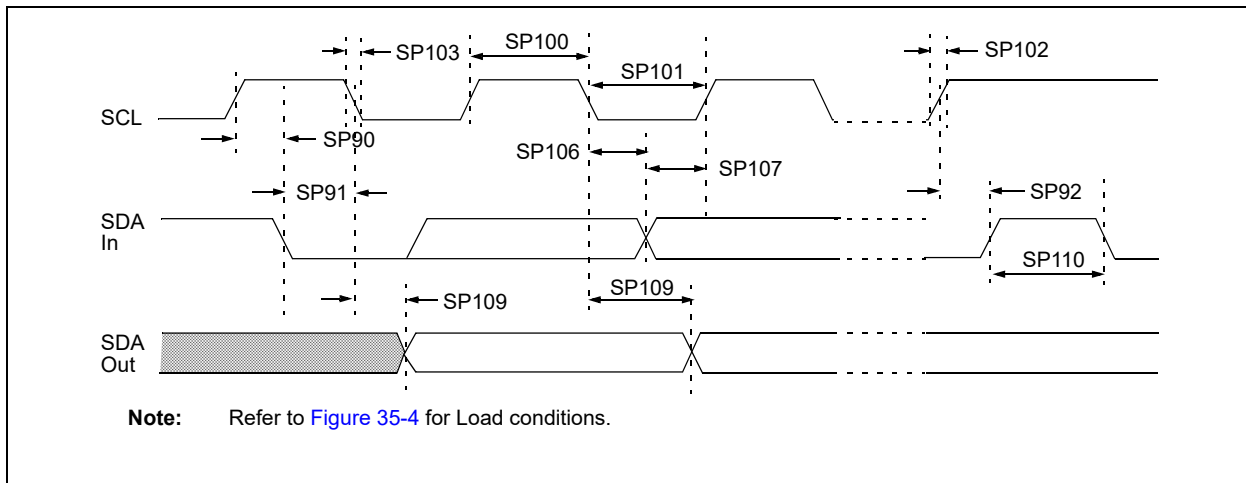 SP103
SP100
SP102
SP101
SCL
SP90
SP106
SP107
SP91
SP92
SDA
In
SP110
SP109
SP109
SDA
Out
Note: Refer to Figure 35-4 for Load conditions.